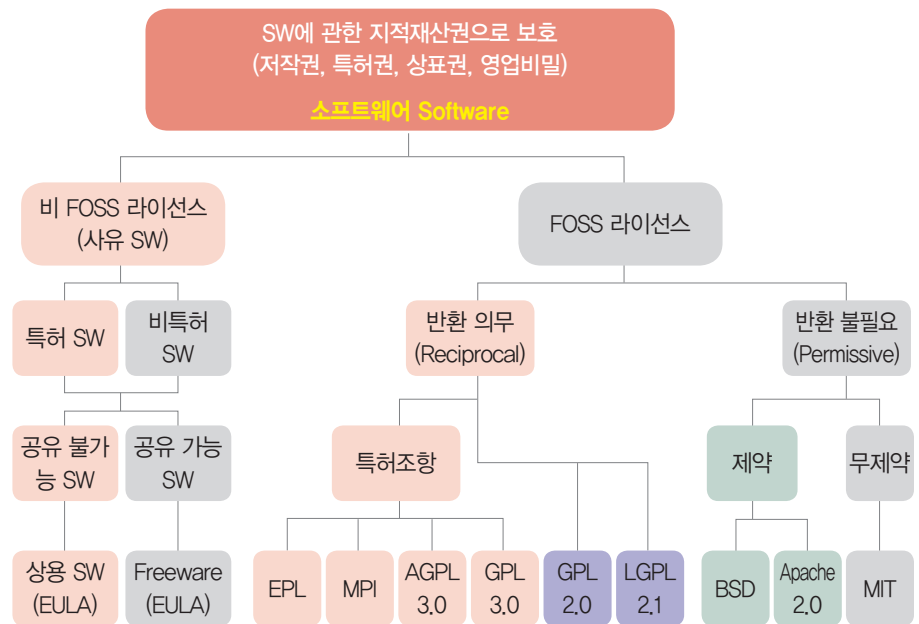 SW에 관한 지적재산권으로 보호
(저작권, 특허권, 상표권, 영업비밀)
소프트웨어 Software
비 FOSS 라이선스
(사유 SW)
FOSS 라이선스
특허 SW
비특허
SW
반환 의무
(Reciprocal)
반환 불필요
(Permissive)
공유 불가
능 SW
공유 가능
SW
특허조항
제약
무제약
상용 SW
(EULA)
Freeware
(EULA)
EPL
MPI
AGPL
3.0
GPL
3.0
GPL
2.0
LGPL
2.1
BSD
Apache
2.0
MIT